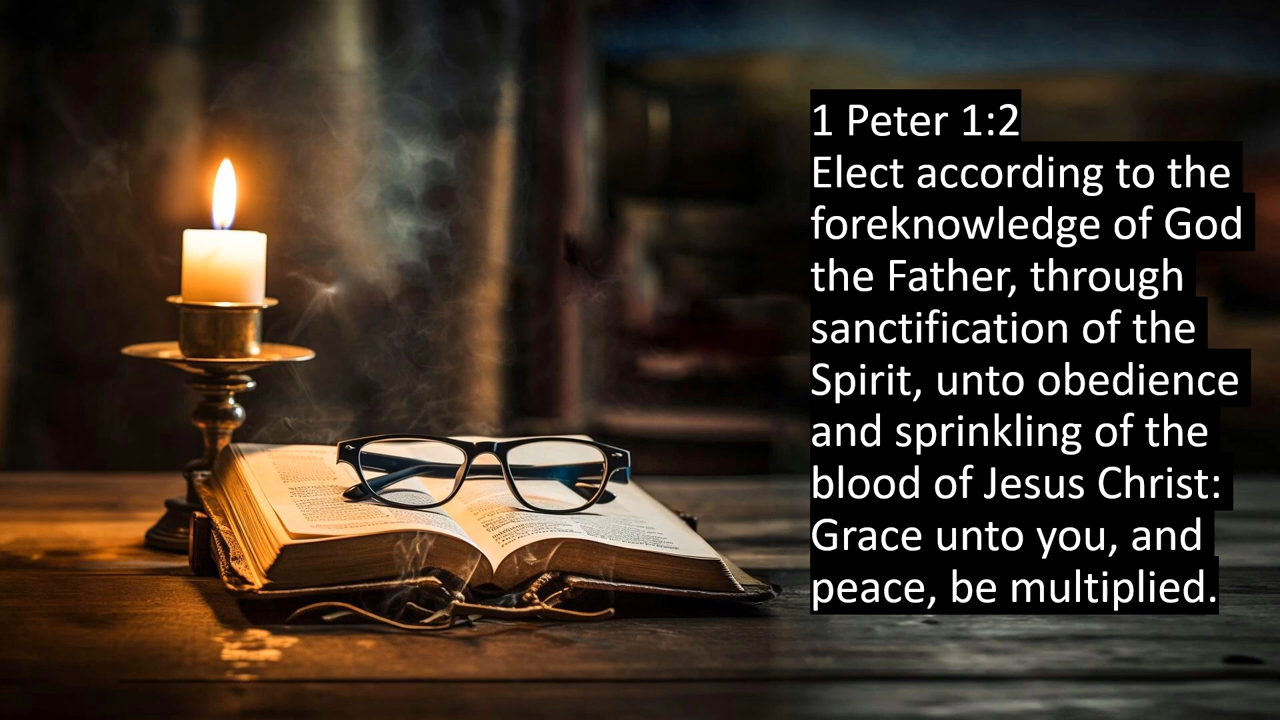 1 Peter 1:2
Elect according to the
foreknowledge of God
the Father, through
sanctification of the
Spirit, unto obedience
and sprinkling of the
blood of Jesus Christ:
Grace unto you, and
peace, be multiplied.